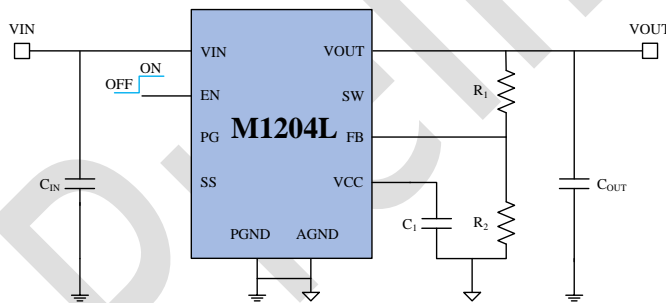 VIN
VOUT
VIN
VOUT
ON
OFF
EN
SW
R1
M1204L
PG
FB
SS
VCC
CIN
C1
R2
COUT
PGND
AGND